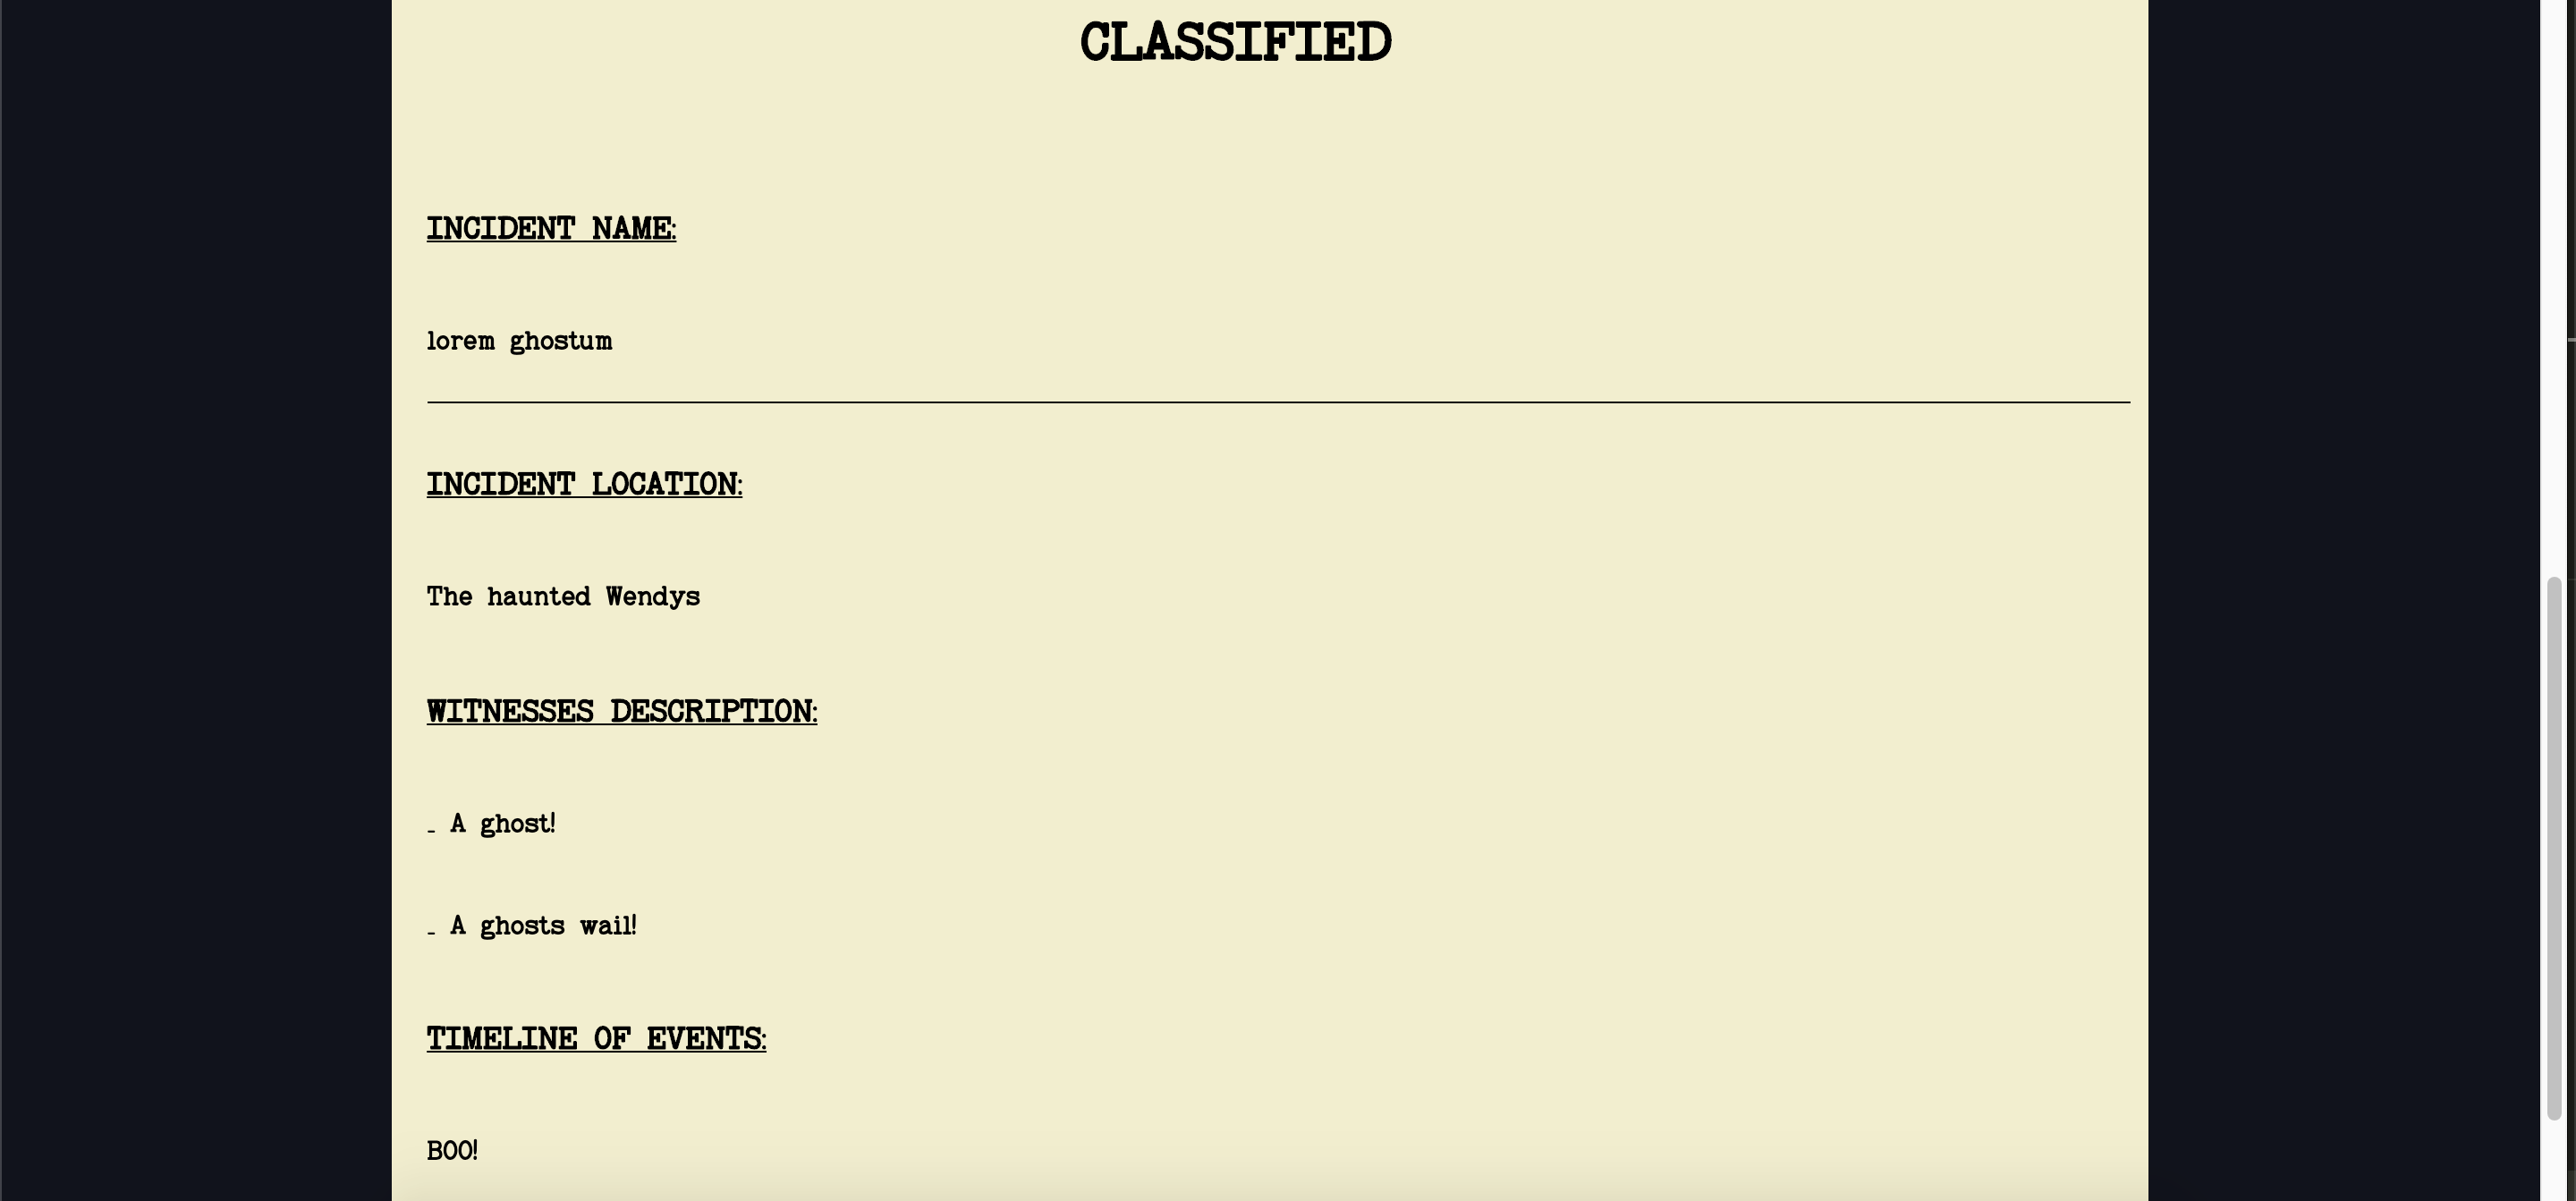 CLASSIFIED
INCIDENT NAME:
lorem ghostum
INCIDENT LOCATION:
The haunted Wendys
WITNESSES DESCRIPTION:
- A ghost!
- A ghosts wail!
TIMELINE OF EVENTS:
BOO!